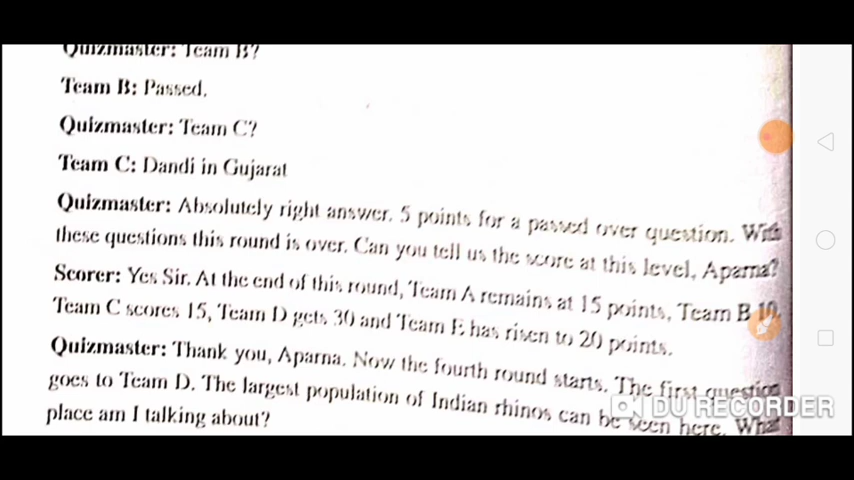 Quizmaster: Team B?
Team B: Passed.
Quizmaster: Team C?
Team C: Dandi in Gujarat
Quizmaster: Absolutely right answer. 5 points for a passed over question. With
these questions this round is over. Can you tell us the score at this level, Aparna?
Scorer: Yes Sir. At the end of this round, Team A remains at 15 points, Team B 10,
Team C scores 15, Team D gets 30 and Team E has risen to 20 points.
Quizmaster: Thank you, Aparna. Now the fourth round starts. The first question
goes to Team D. The largest population of Indian rhinos can be seen here. What
place am I talking about?
DU RECORDER